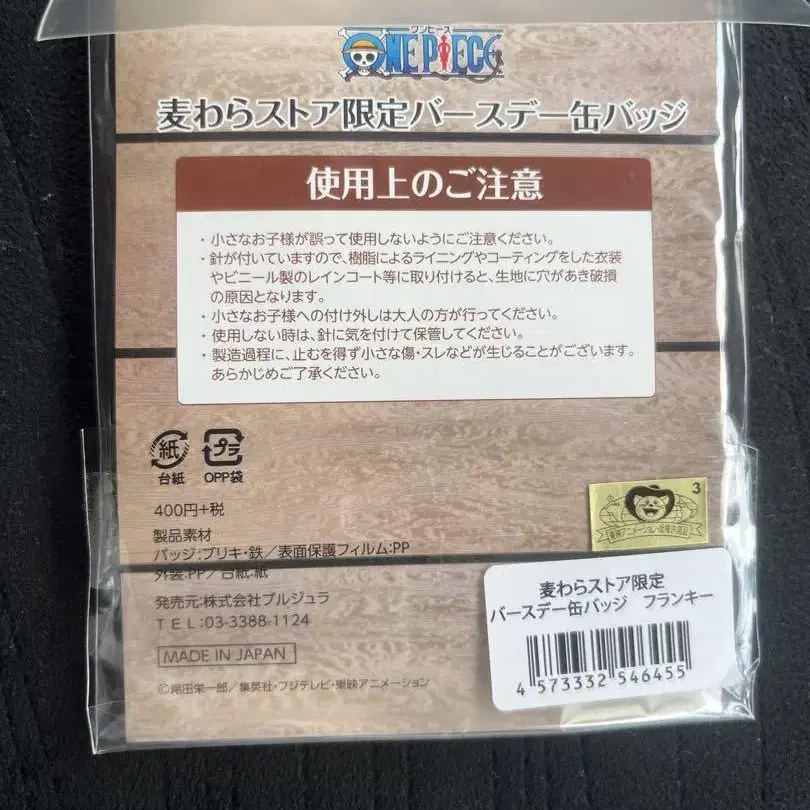 ワンピース
ONE PIECE
麦わらストア限定バースデー缶バッジ
使用上のご注意
・小さなお子様が誤って使用しないようにご注意ください。
・針が付いていますので、樹脂によるライニングやコーティングをした衣装
やビニール製のレインコート等に取り付けると、生地に穴があき破損
の原因となります。
・小さなお子様への付け外しは大人の方が行ってください。
・使用しない時は、針に気を付けて保管してください。
・製造過程に、止むを得ず小さな傷・スレなどが生じることがございます。
あらかじめご了承ください。
紙
台紙
プラ
OPP袋
400円+税
製品素材
バッジ:ブリキ・鉄/表面保護フィルム:PP
外装:PP/台紙:紙
発売元:株式会社プルジュラ
TEL:03-3388-1124
MADE IN JAPAN
©尾田栄一郎/集英社・フジテレビ・東映アニメーション
3
麦わらストア限定
バースデー缶バッジ フランキー
4 573332 546455